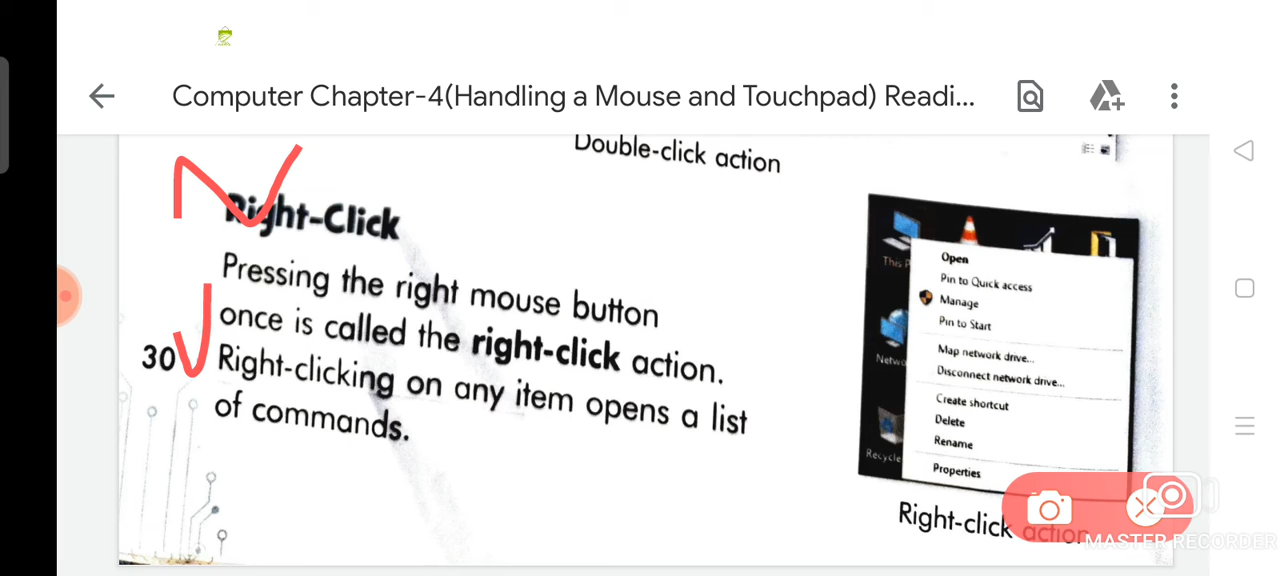 Computer Chapter-4(Handling a Mouse and Touchpad) Readi...
Double-click action
Right-Click
Pressing the right mouse button
once is called the right-click action.
30 Right-clicking on any item opens a list
of commands.
This P
Netwo
Recycle
Open
Pin to Quick access
Manage
Pin to Start
Map network drive...
Disconnect network drive...
Create shortcut
Delete
Rename
Properties
Right-click action
MASTER RECORDER